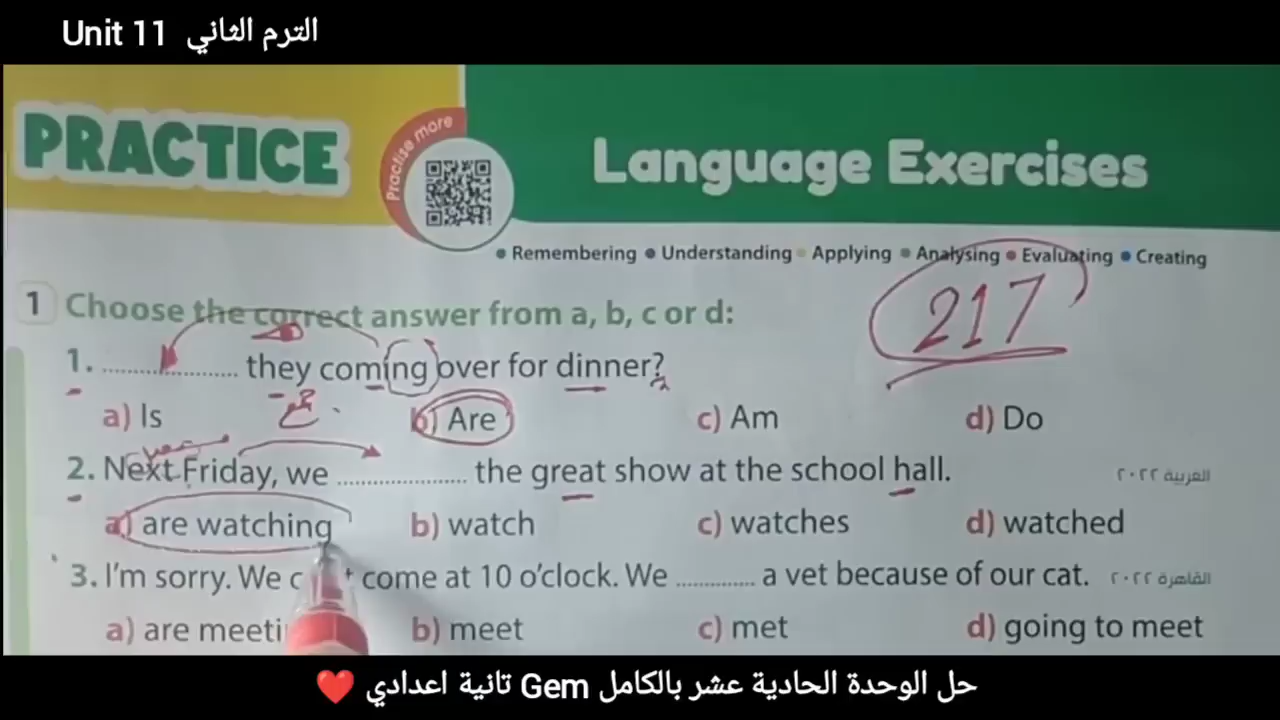 Unit 11 الترم الثاني
PRACTICE
Practise more
Language Exercises
• Remembering • Understanding • Applying • Analysing • Evaluating • Creating
217
1 Choose the correct answer from a, b, c or d:
1. .................... they coming over for dinner?
جمع
a) Is b) Are c) Am d) Do
2. Next Friday, we .................... the great show at the school hall. الغربية ٢٠٢٢
a) are watching b) watch c) watches d) watched
3. I'm sorry. We c t come at 10 o'clock. We ............ a vet because of our cat. القاهرة ٢٠٢٢
a) are meeti b) meet c) met d) going to meet
حل الوحدة الحادية عشر بالكامل Gem تانية اعدادي ❤️